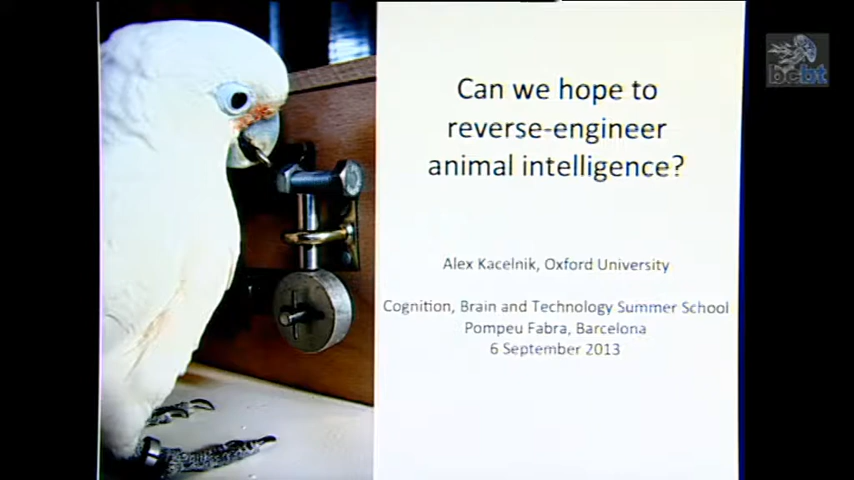 Can we hope to
reverse-engineer
animal intelligence?
Alex Kacelnik, Oxford University
Cognition, Brain and Technology Summer School
Pompeu Fabra, Barcelona
6 September 2013
bcbt